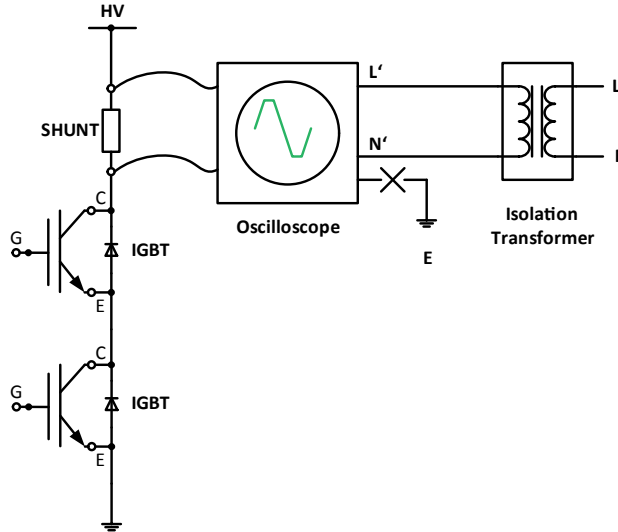 HV
SHUNT
L‘
N‘
L
Oscilloscope
E
Isolation
Transformer
C
G
IGBT
E
C
G
IGBT
E